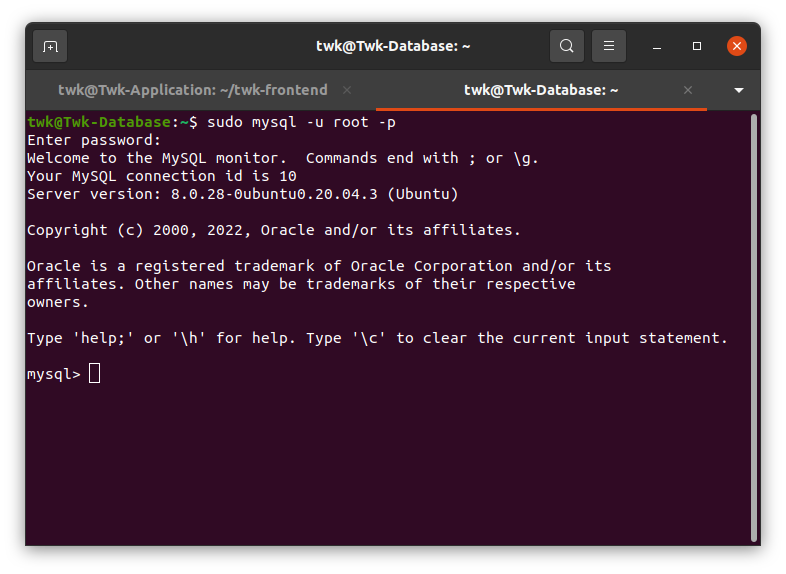 twk@Twk-Database: ~
twk@Twk-Application: ~/twk-frontend
twk@Twk-Database: ~
twk@Twk-Database:~$ sudo mysql -u root -p
Enter password:
Welcome to the MySQL monitor.  Commands end with ; or \g.
Your MySQL connection id is 10
Server version: 8.0.28-0ubuntu0.20.04.3 (Ubuntu)

Copyright (c) 2000, 2022, Oracle and/or its affiliates.

Oracle is a registered trademark of Oracle Corporation and/or its
affiliates. Other names may be trademarks of their respective
owners.

Type 'help;' or '\h' for help. Type '\c' to clear the current input statement.

mysql>